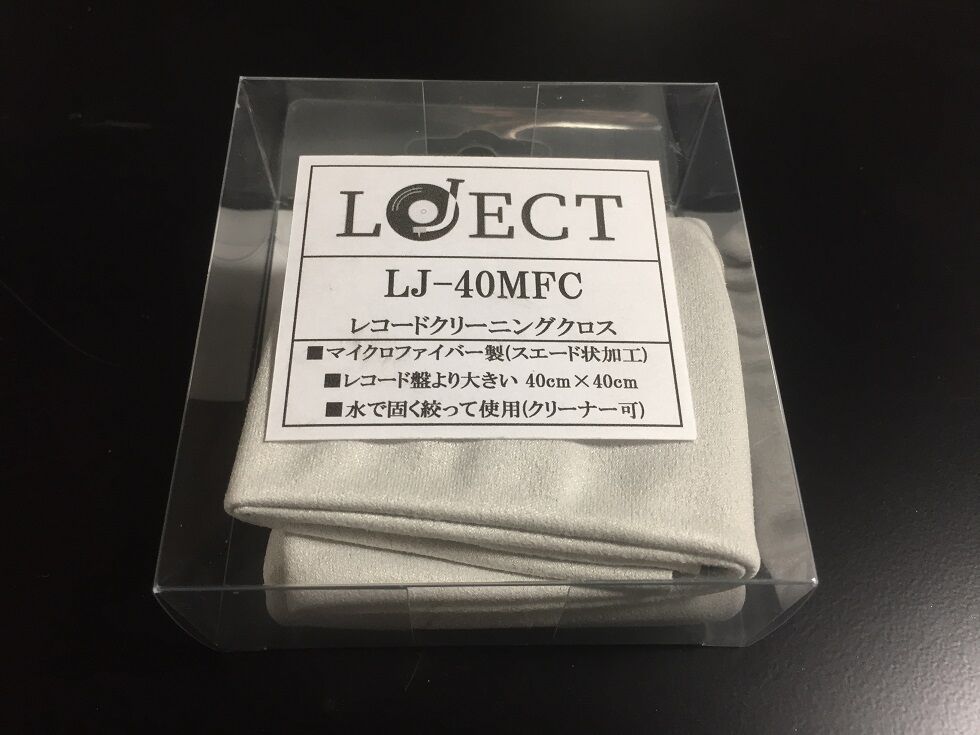 LOJECT
LJ-40MFC
レコードクリーニングクロス
■マイクロファイバー製(スエード状加工)
■レコード盤より大きい 40cm×40cm
■水で固く絞って使用(クリーナー可)